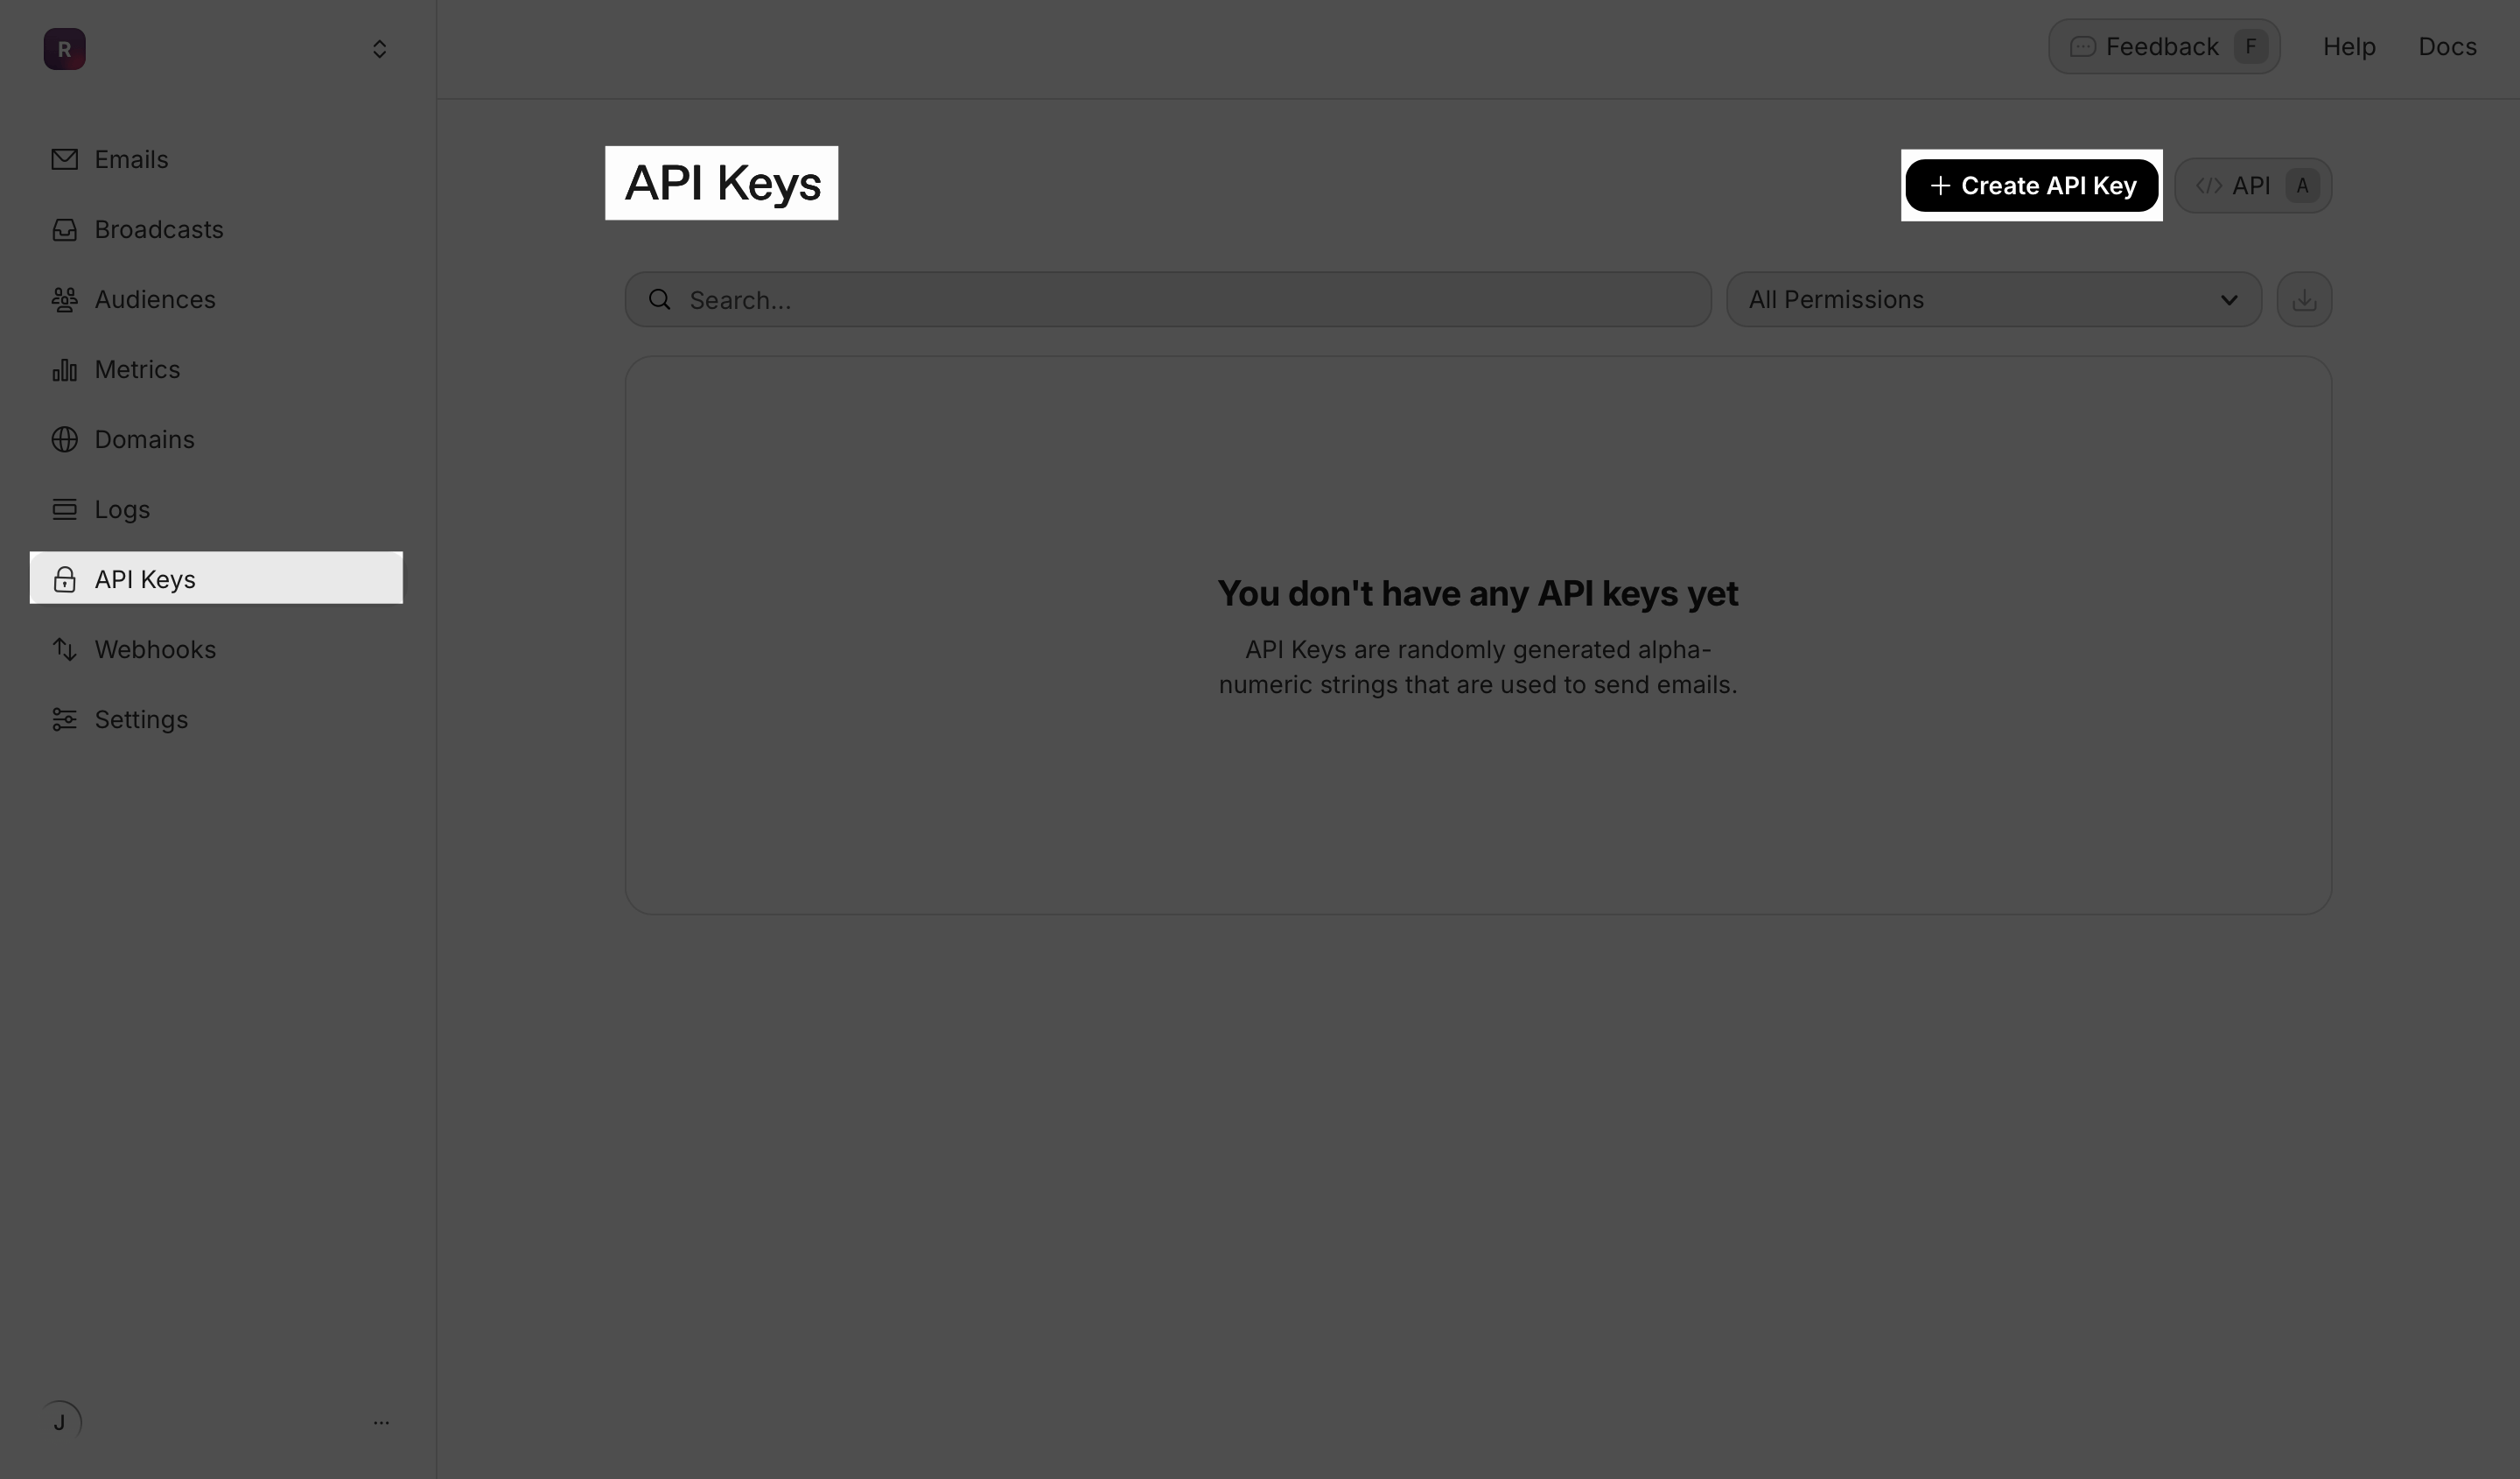 R
Feedback F Help Docs
Emails
Broadcasts
Audiences
Metrics
Domains
Logs
API Keys
Webhooks
Settings
J
API Keys
Create API Key
API A
Search...
All Permissions
You don't have any API keys yet
API Keys are randomly generated alpha-
numeric strings that are used to send emails.